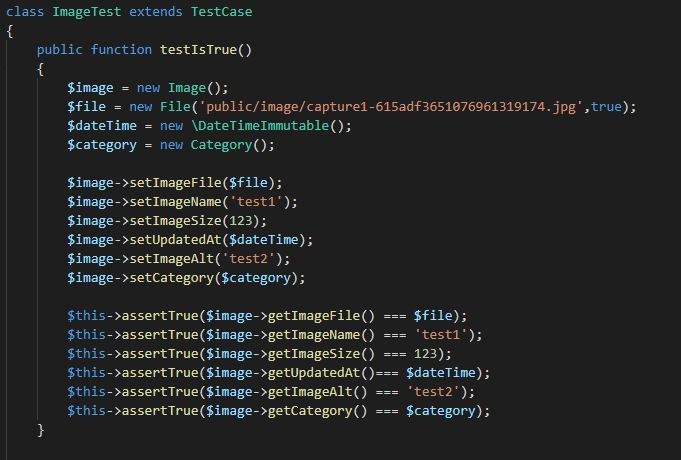 class ImageTest extends TestCase
{
    public function testIsTrue()
    {
        $image = new Image();
        $file = new File('public/image/capture1-615adf3651076961319174.jpg',true);
        $dateTime = new \DateTimeImmutable();
        $category = new Category();

        $image->setImageFile($file);
        $image->setImageName('test1');
        $image->setImageSize(123);
        $image->setUpdatedAt($dateTime);
        $image->setImageAlt('test2');
        $image->setCategory($category);

        $this->assertTrue($image->getImageFile() === $file);
        $this->assertTrue($image->getImageName() === 'test1');
        $this->assertTrue($image->getImageSize() === 123);
        $this->assertTrue($image->getUpdatedAt()=== $dateTime);
        $this->assertTrue($image->getImageAlt() === 'test2');
        $this->assertTrue($image->getCategory() === $category);
    }